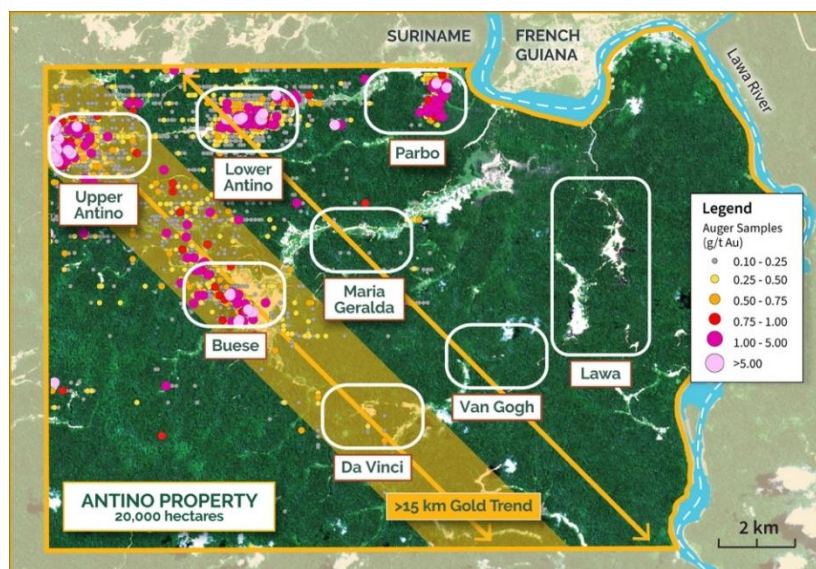 SURINAME
FRENCH
GUIANA
Lawa River
Upper
Antino
Lower
Antino
Parbo
Maria
Geralda
Buese
Lawa
Van Gogh
Da Vinci
ANTINO PROPERTY
20,000 hectares
>15 km Gold Trend
Legend
Auger Samples
(g/t Au)
0.10 - 0.25
0.25 - 0.50
0.50 - 0.75
0.75 - 1.00
1.00 - 5.00
>5.00
2 km